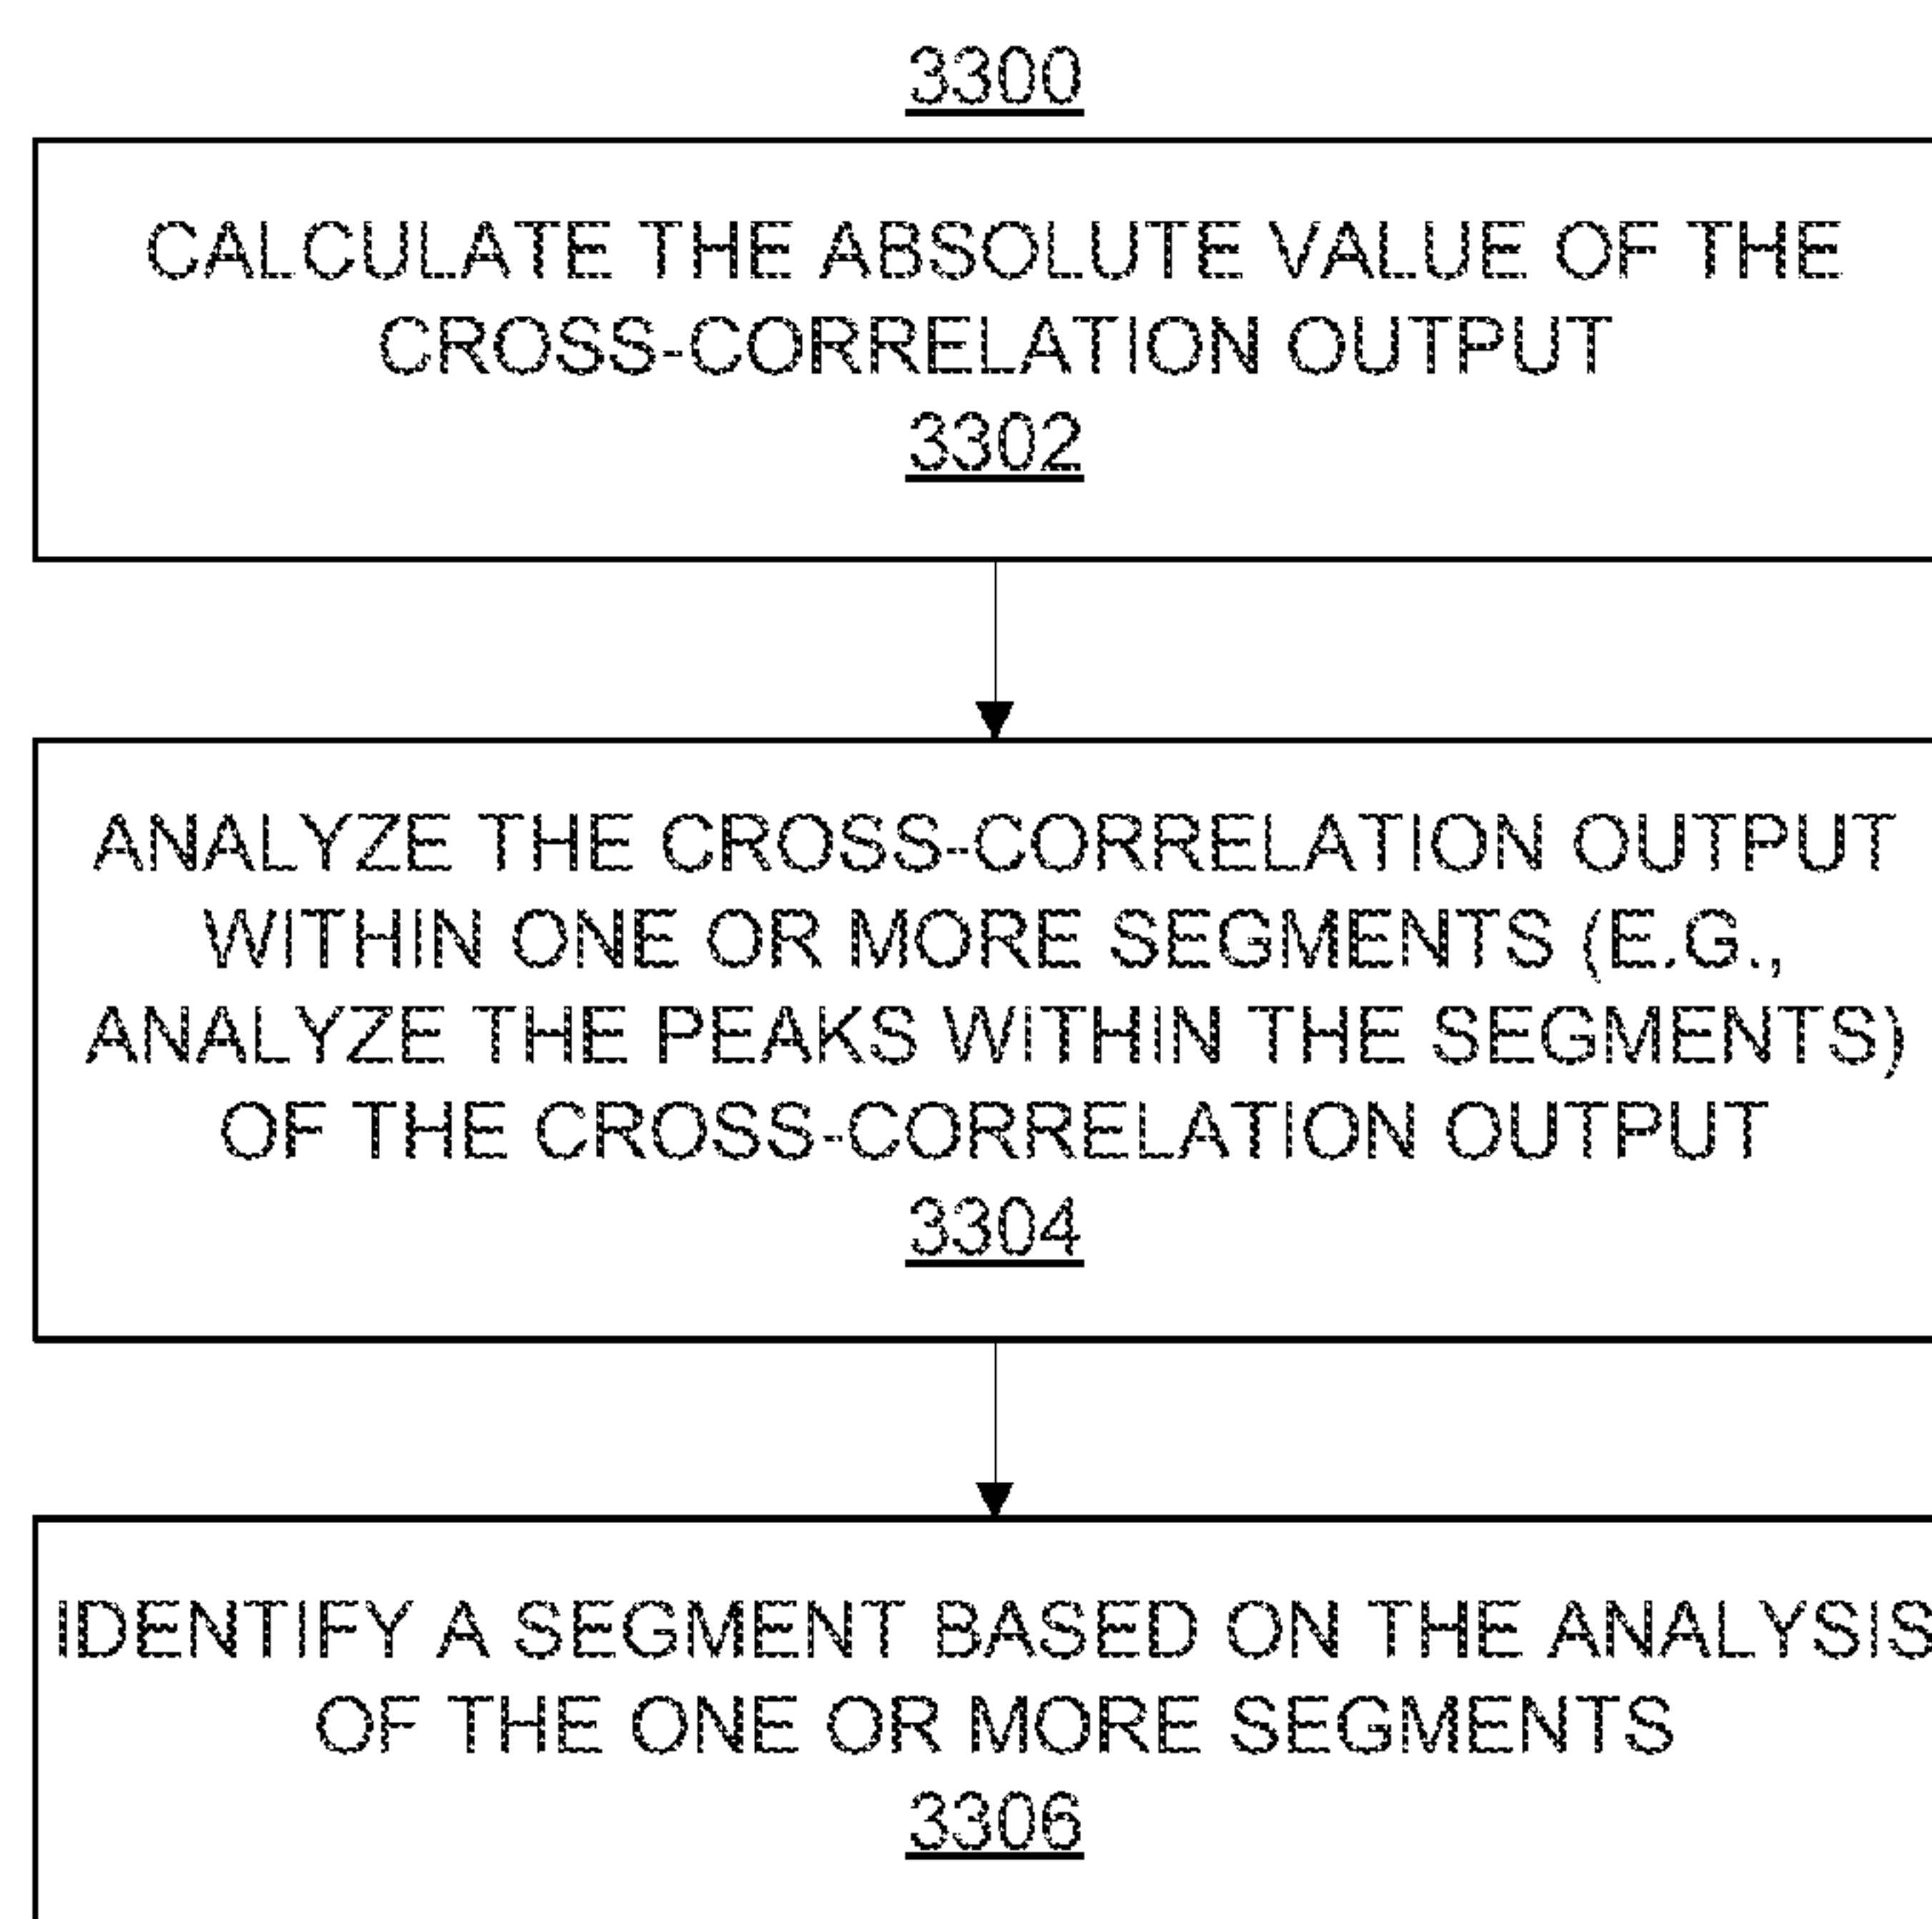 3300
CALCULATE THE ABSOLUTE VALUE OF THE
CROSS-CORRELATION OUTPUT
3302
ANALYZE THE CROSS-CORRELATION OUTPUT
WITHIN ONE OR MORE SEGMENTS (E.G.,
ANALYZE THE PEAKS WITHIN THE SEGMENTS)
OF THE CROSS-CORRELATION OUTPUT
3304
IDENTIFY A SEGMENT BASED ON THE ANALYSIS
OF THE ONE OR MORE SEGMENTS
3306